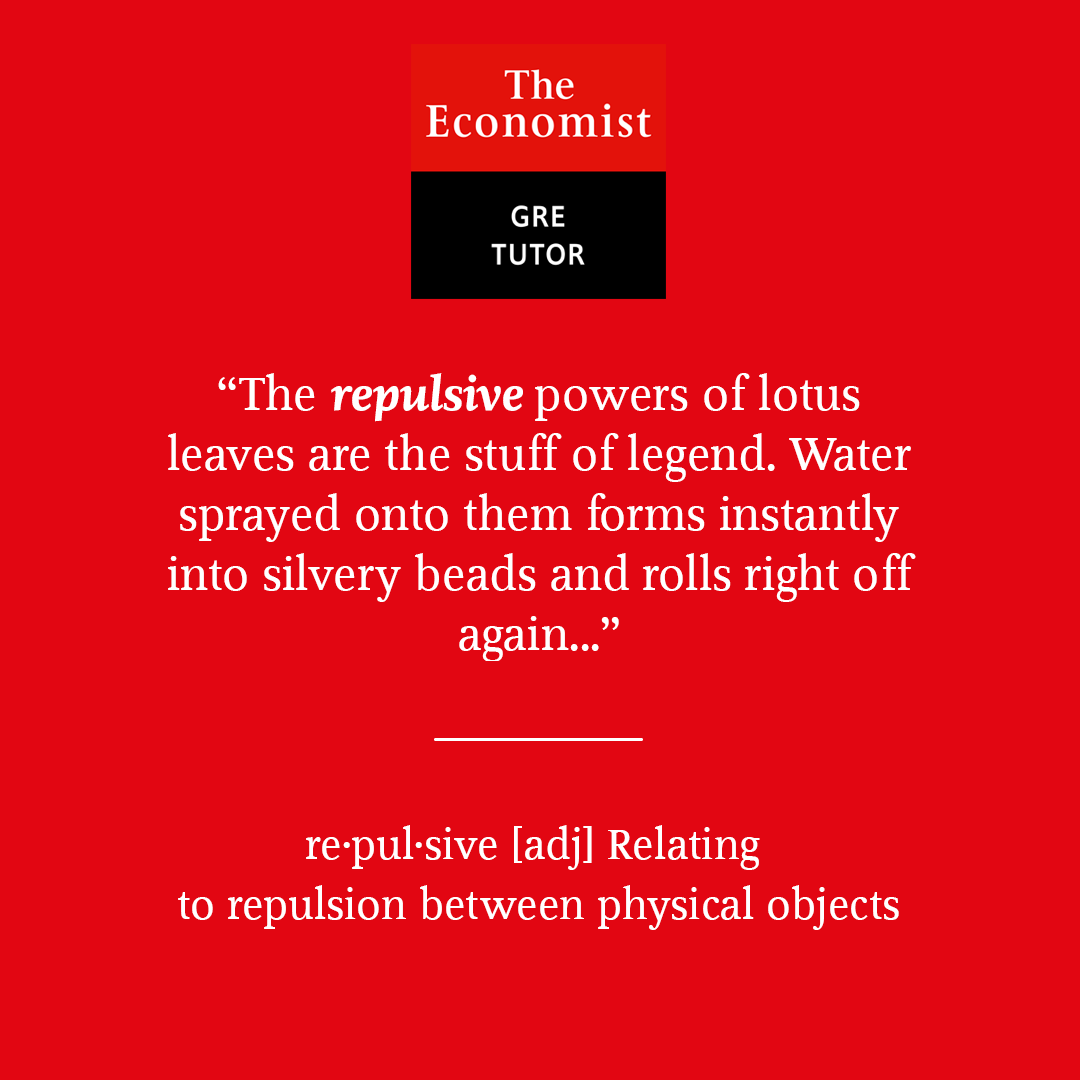 The
Economist
GRE
TUTOR
“The repulsive powers of lotus
leaves are the stuff of legend. Water
sprayed onto them forms instantly
into silvery beads and rolls right off
again...”
re·pul·sive [adj] Relating
to repulsion between physical objects